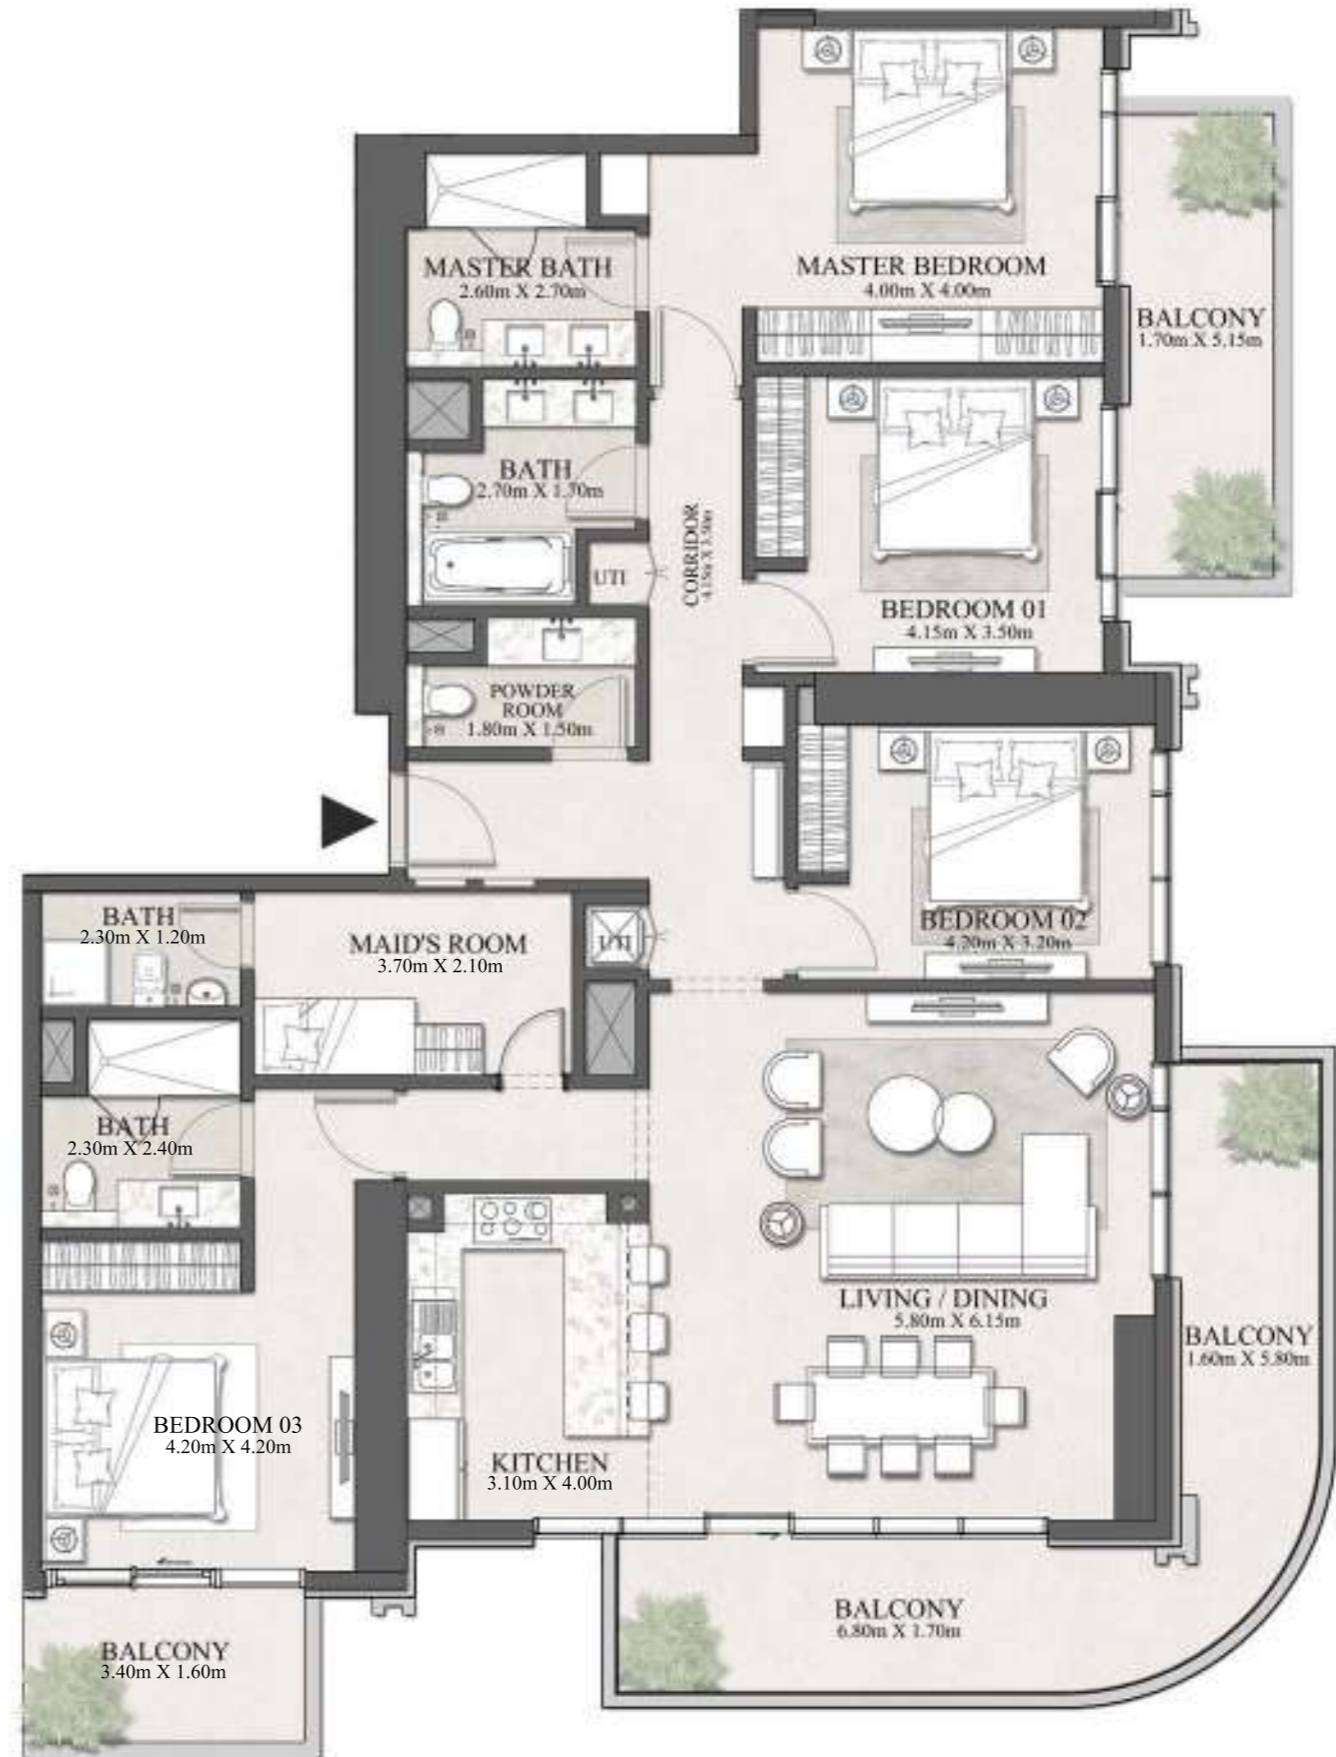 MASTER BATH
2.60m X 2.70m
MASTER BEDROOM
4.00m X 4.00m
BALCONY
1.70m X 5.15m
BATH
2.70m X 1.70m
UTI
CORRIDOR
4.15m X 3.50m
BEDROOM 01
4.15m X 3.50m
POWDER
ROOM
1.80m X 1.50m
BATH
2.30m X 1.20m
MAID'S ROOM
3.70m X 2.10m
UTI
BEDROOM 02
4.20m X 3.20m
BATH
2.30m X 2.40m
LIVING / DINING
5.80m X 6.15m
BALCONY
1.60m X 5.80m
BEDROOM 03
4.20m X 4.20m
KITCHEN
3.10m X 4.00m
BALCONY
6.80m X 1.70m
BALCONY
3.40m X 1.60m